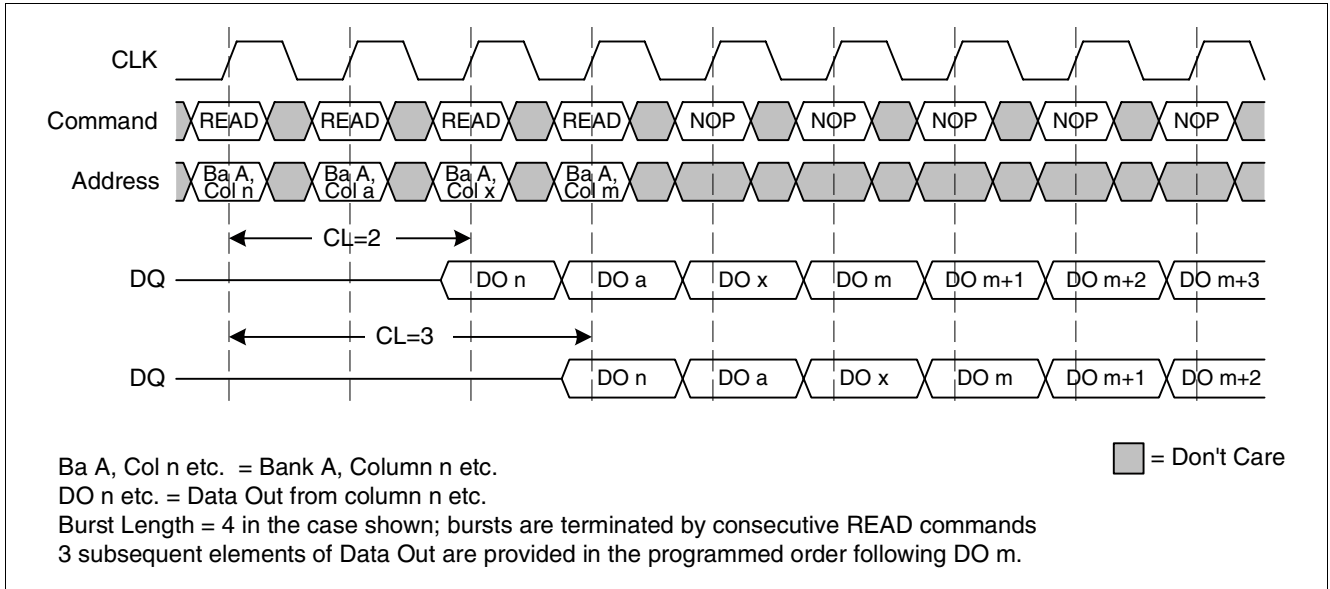 CLK
Command READ READ READ READ NOP NOP NOP NOP NOP
Address Ba A, Ba A, Ba A, Ba A,
Col n Col a Col x Col m
CL=2
DQ DO n DO a DO x DO m DO m+1 DO m+2 DO m+3
CL=3
DQ DO n DO a DO x DO m DO m+1 DO m+2
Ba A, Col n etc. = Bank A, Column n etc.
= Don't Care
DO n etc. = Data Out from column n etc.
Burst Length = 4 in the case shown; bursts are terminated by consecutive READ commands
3 subsequent elements of Data Out are provided in the programmed order following DO m.